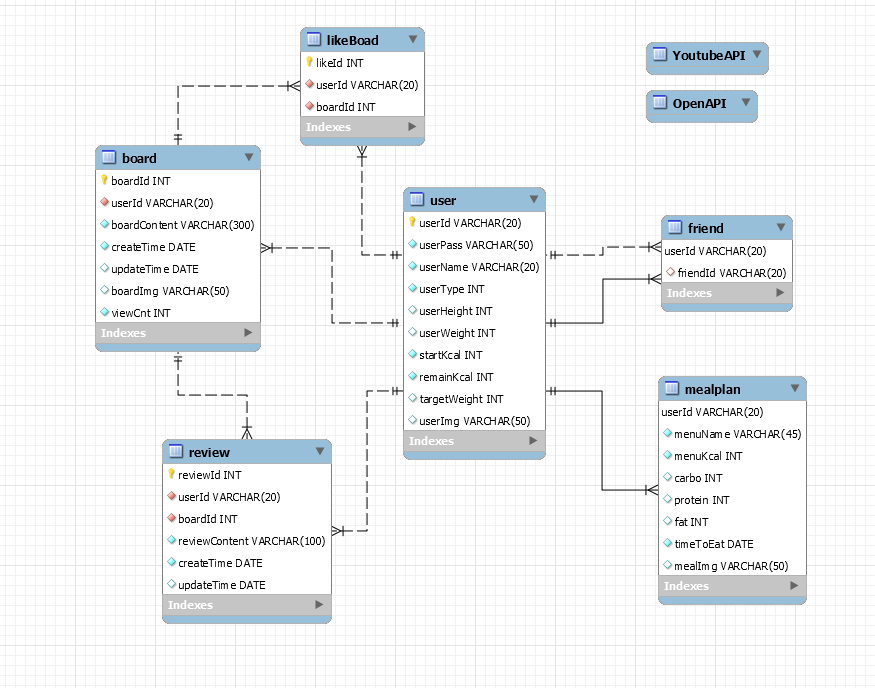 likeBoad
likeId INT
userId VARCHAR(20)
boardId INT
Indexes
YoutubeAPI
OpenAPI
board
boardId INT
userId VARCHAR(20)
boardContent VARCHAR(300)
createTime DATE
updateTime DATE
boardImg VARCHAR(50)
viewCnt INT
Indexes
user
userId VARCHAR(20)
userPass VARCHAR(50)
userName VARCHAR(20)
userType INT
userHeight INT
userWeight INT
startKcal INT
remainKcal INT
targetWeight INT
userImg VARCHAR(50)
Indexes
friend
userId VARCHAR(20)
friendId VARCHAR(20)
Indexes
mealplan
userId VARCHAR(20)
menuName VARCHAR(45)
menuKcal INT
carbo INT
protein INT
fat INT
timeToEat DATE
mealImg VARCHAR(50)
Indexes
review
reviewId INT
userId VARCHAR(20)
boardId INT
reviewContent VARCHAR(100)
createTime DATE
updateTime DATE
Indexes